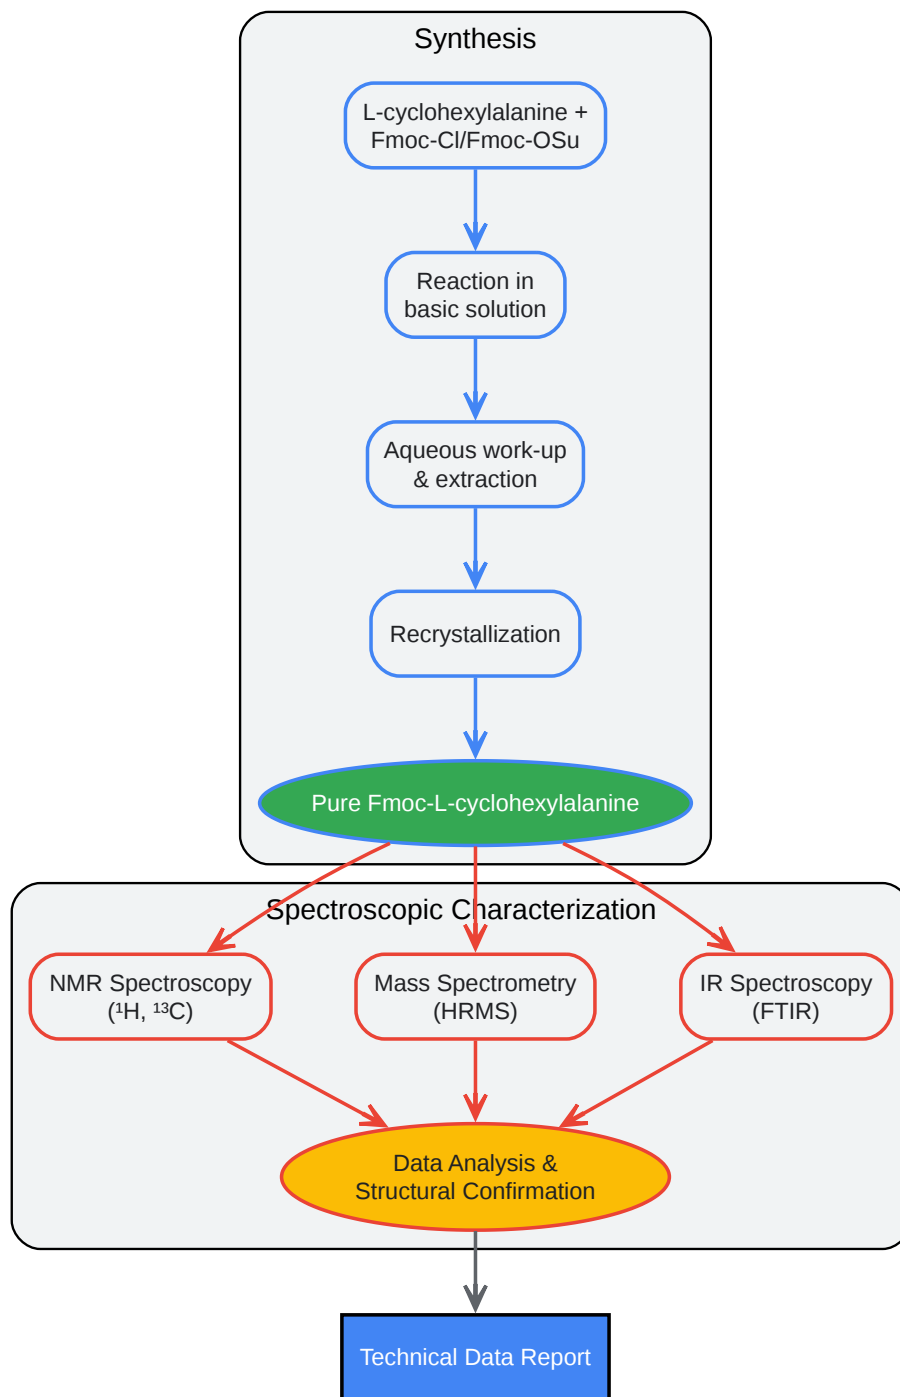 Synthesis
L-cyclohexylalanine +
Fmoc-Cl/Fmoc-OSu
Reaction in
basic solution
Aqueous work-up
& extraction
Recrystallization
Pure Fmoc-L-cyclohexylalanine
Spectroscopic Characterization
NMR Spectroscopy
(¹H, ¹³C)
Mass Spectrometry
(HRMS)
IR Spectroscopy
(FTIR)
Data Analysis &
Structural Confirmation
Technical Data Report